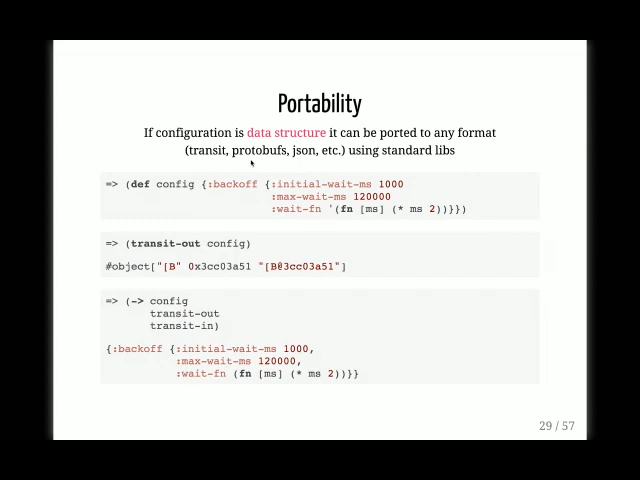 Portability
If configuration is data structure it can be ported to any format
(transit, protobufs, json, etc.) using standard libs
=> (def config {:backoff {:initial-wait-ms 1000
:max-wait-ms 120000
:wait-fn '(fn [ms] (* ms 2))}})
=> (transit-out config)
#object["[B" 0x3cc03a51 "[B@3cc03a51"]
=> (-> config
transit-out
transit-in)
{:backoff {:initial-wait-ms 1000,
:max-wait-ms 120000,
:wait-fn (fn [ms] (* ms 2))}}
29 / 57